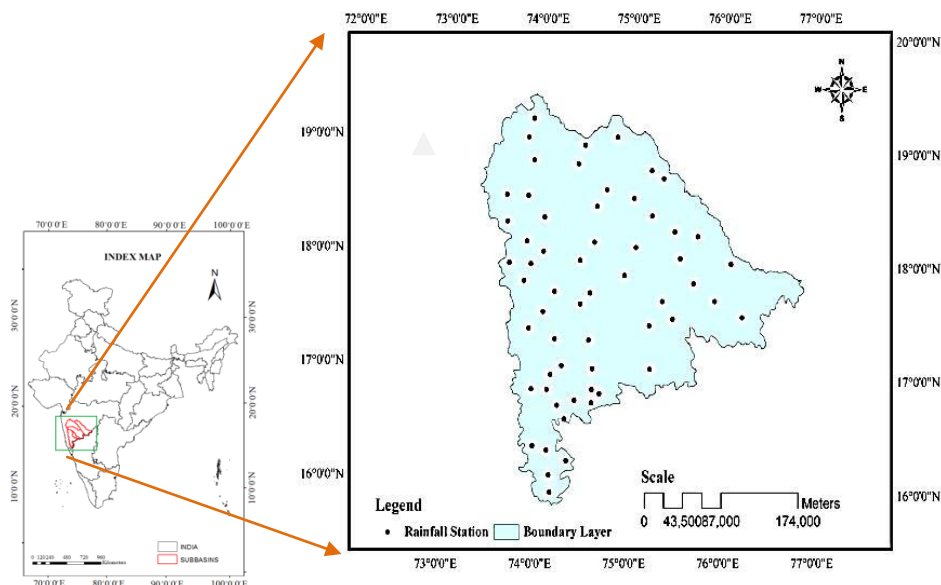 72°0'0"E 73°0'0"E 74°0'0"E 75°0'0"E 76°0'0"E 77°0'0"E
20°0'0"N
N
W E
S
19°0'0"N 19°0'0"N
18°0'0"N 18°0'0"N
17°0'0"N 17°0'0"N
16°0'0"N 16°0'0"N
Legend
Rainfall Station Boundary Layer
Scale
Meters
0 43,50087,000 174,000
73°0'0"E 74°0'0"E 75°0'0"E 76°0'0"E 77°0'0"E
70°0'0"E 80°0'0"E 90°0'0"E 100°0'0"E
INDEX MAP
N
30°0'0"N 30°0'0"N
20°0'0"N 20°0'0"N
10°0'0"N 10°0'0"N
INDIA
SUBBASINS
0 120 240 480 720 960
Kilometers
70°0'0"E 80°0'0"E 90°0'0"E 100°0'0"E